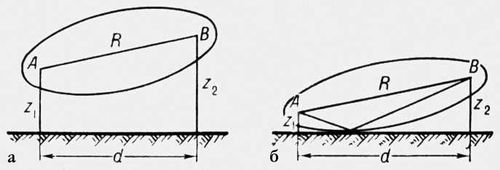 A R B
z₁ z₂
а d
A R B
z₁ z₂
б d